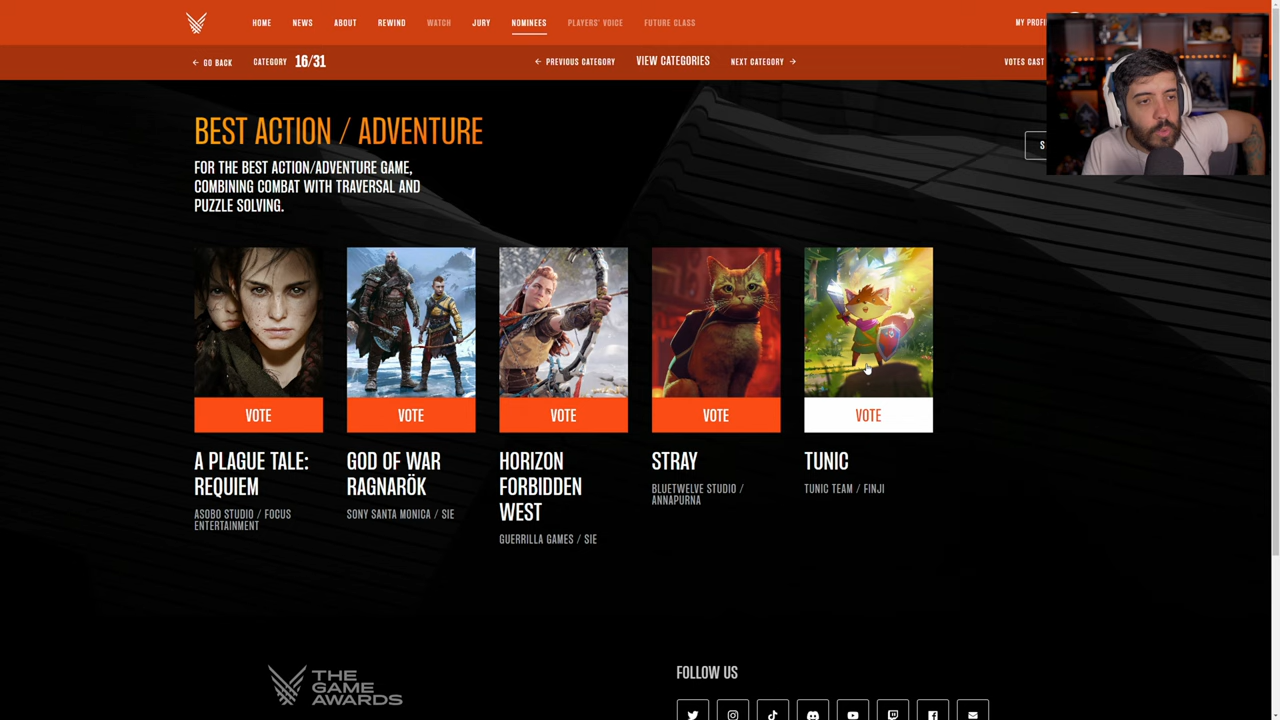 HOME NEWS ABOUT REWIND WATCH JURY NOMINEES PLAYERS' VOICE FUTURE CLASS
GO BACK CATEGORY 16/31 PREVIOUS CATEGORY VIEW CATEGORIES NEXT CATEGORY VOTES CAST
BEST ACTION / ADVENTURE
FOR THE BEST ACTION/ADVENTURE GAME,
COMBINING COMBAT WITH TRAVERSAL AND
PUZZLE SOLVING.
VOTE VOTE VOTE VOTE VOTE
A PLAGUE TALE:
REQUIEM
ASOBO STUDIO / FOCUS
ENTERTAINMENT
GOD OF WAR
RAGNARÖK
SONY SANTA MONICA / SIE
HORIZON
FORBIDDEN
WEST
GUERRILLA GAMES / SIE
STRAY
BLUETWELVE STUDIO /
ANNAPURNA
TUNIC
TUNIC TEAM / FINJI
THE
GAME
AWARDS
FOLLOW US